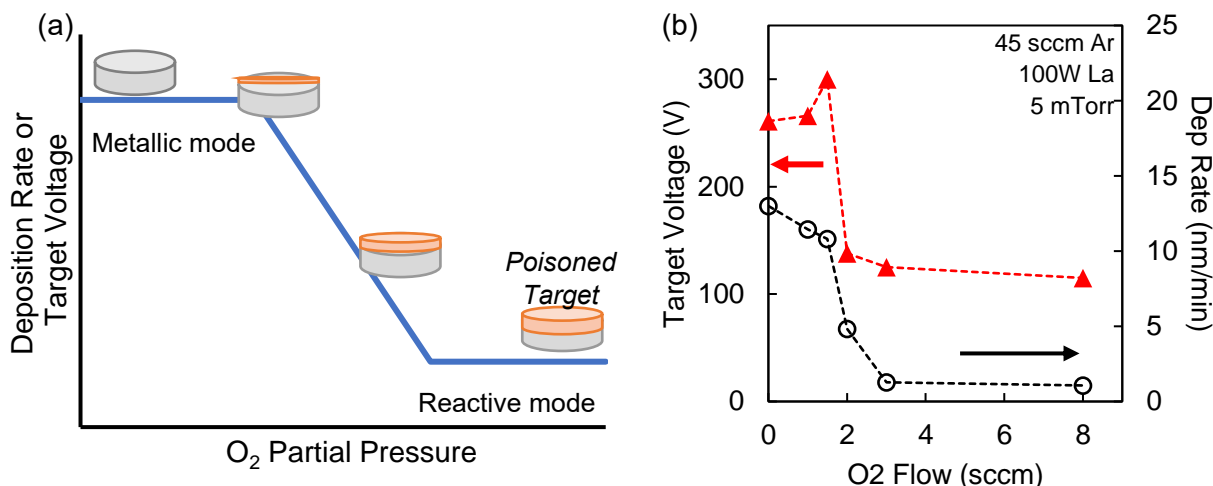 (a)
Deposition Rate or
Target Voltage
Metallic mode
Poisoned
Target
Reactive mode
O₂ Partial Pressure
(b)
45 sccm Ar
100W La
5 mTorr
Target Voltage (V)
300
200
100
0
Dep Rate (nm/min)
25
20
15
10
5
0
0 2 4 6 8
O2 Flow (sccm)